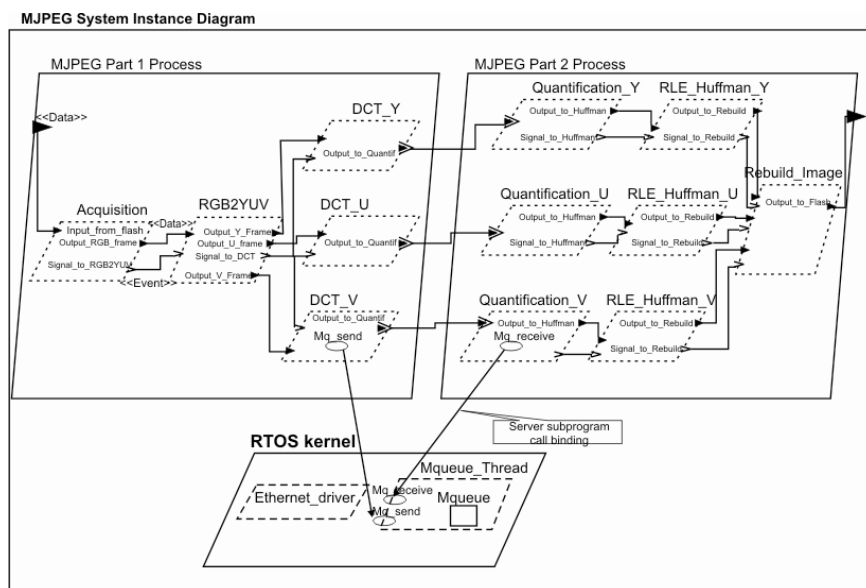 MJPEG System Instance Diagram
MJPEG Part 1 Process
<<Data>>
Acquisition
Input_from_flash
Output_RGB_frame
Signal_to_RGB2YUV
<<Data>>
<<Event>>
RGB2YUV
Output_Y_Frame
Output_U_frame
Signal_to_DCT
Output_V_Frame
DCT_Y
Output_to_Quantif
DCT_U
Output_to_Quantif
DCT_V
Output_to_Quantif
Mq_send
MJPEG Part 2 Process
Quantification_Y
Output_to_Huffman
Signal_to_Huffman
RLE_Huffman_Y
Output_to_Rebuild
Signal_to_Rebuild
Quantification_U
Output_to_Huffman
Signal_to_Huffman
RLE_Huffman_U
Output_to_Rebuild
Signal_to_Rebuild
Quantification_V
Output_to_Huffman
Mq_receive
RLE_Huffman_V
Output_to_Rebuild
Signal_to_Rebuild
Rebuild_Image
Output_to_Flash
Server subprogram
call binding
RTOS kernel
Ethernet_driver
Mqueue_Thread
Mq_receive
Mq_send
Mqueue